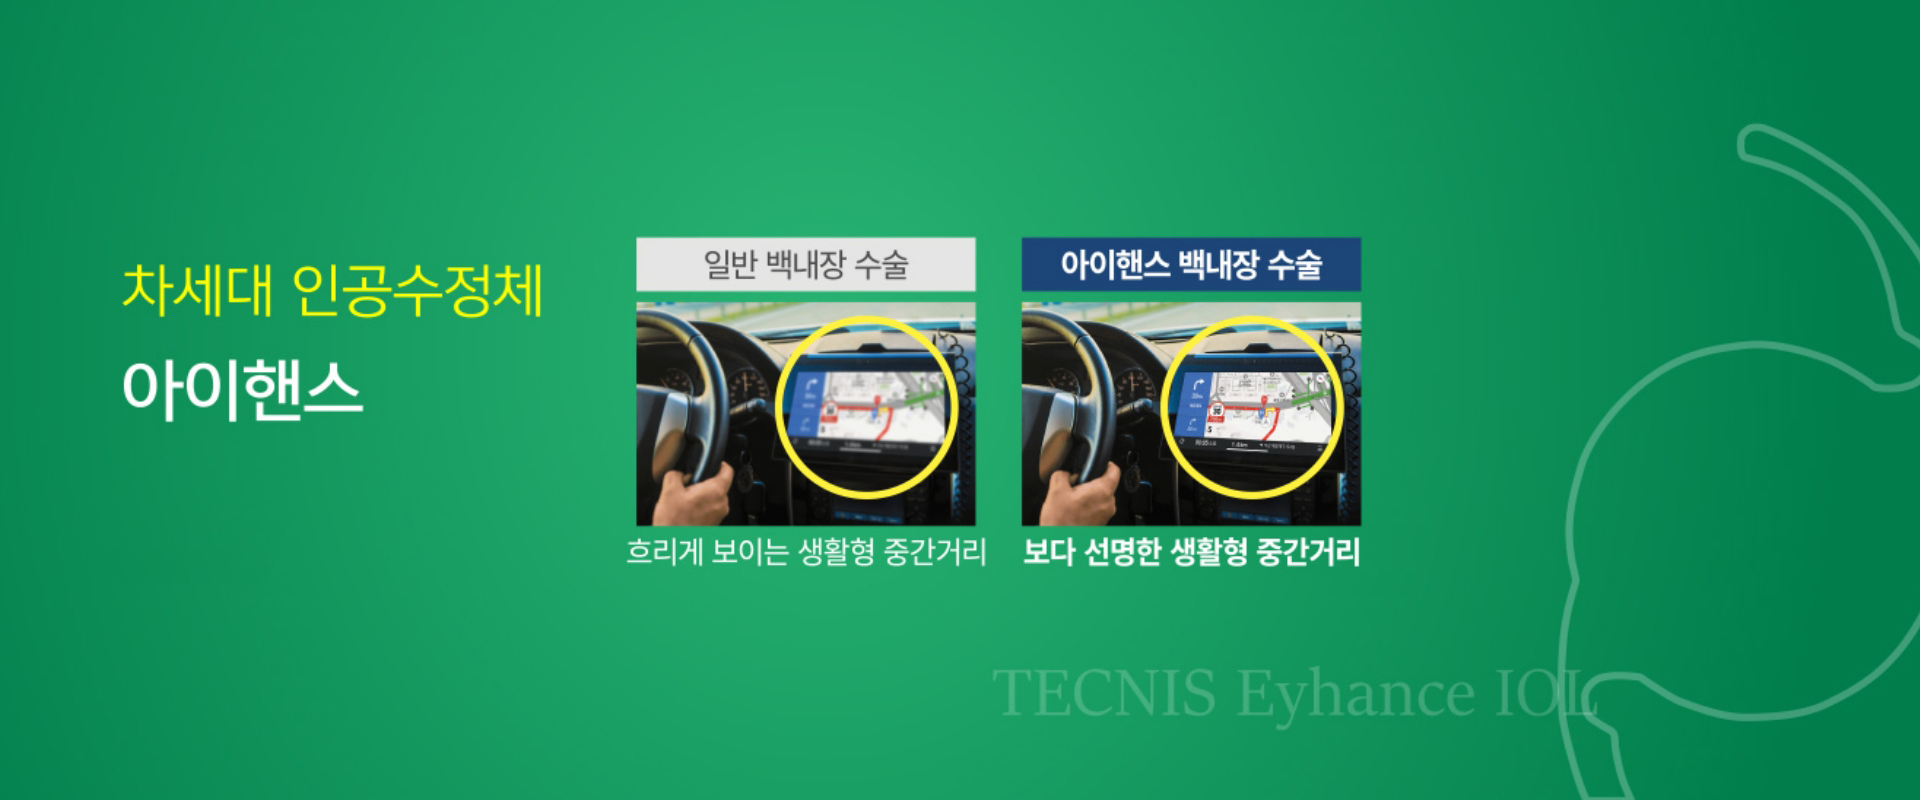 차세대 인공수정체
아이핸스
일반 백내장 수술
흐리게 보이는 생활형 중간거리
아이핸스 백내장 수술
보다 선명한 생활형 중간거리
TECNIS Eyhance IOL